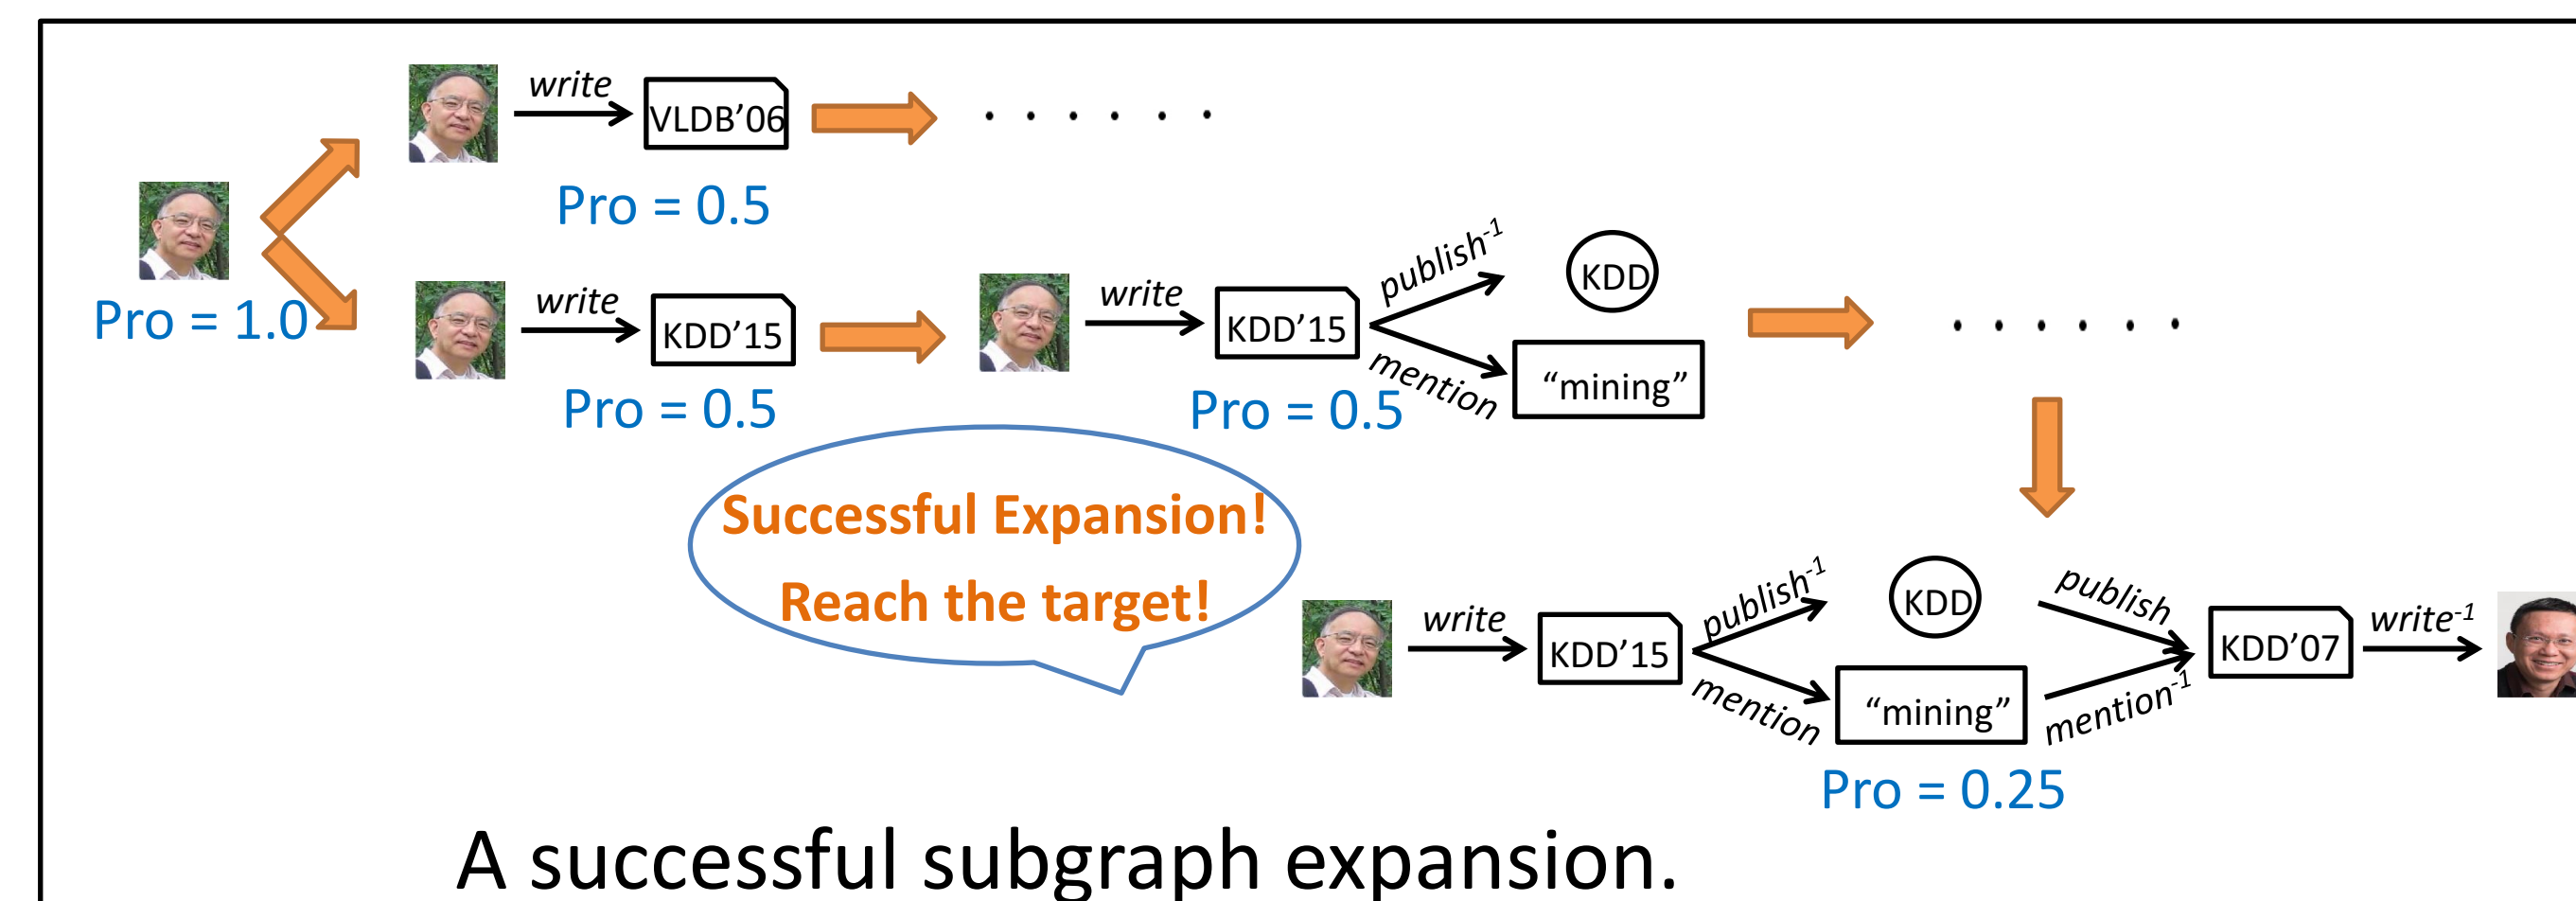 write
VLDB’06
. . . . . .
Pro = 0.5
Pro = 1.0
write
KDD’15
Pro = 0.5
write
KDD’15
publish-1
KDD
mention
“mining”
Pro = 0.5
. . . . . .
Successful Expansion!
Reach the target!
write
KDD’15
publish-1
KDD
mention
“mining”
publish
mention-1
KDD’07
write-1
Pro = 0.25
A successful subgraph expansion.